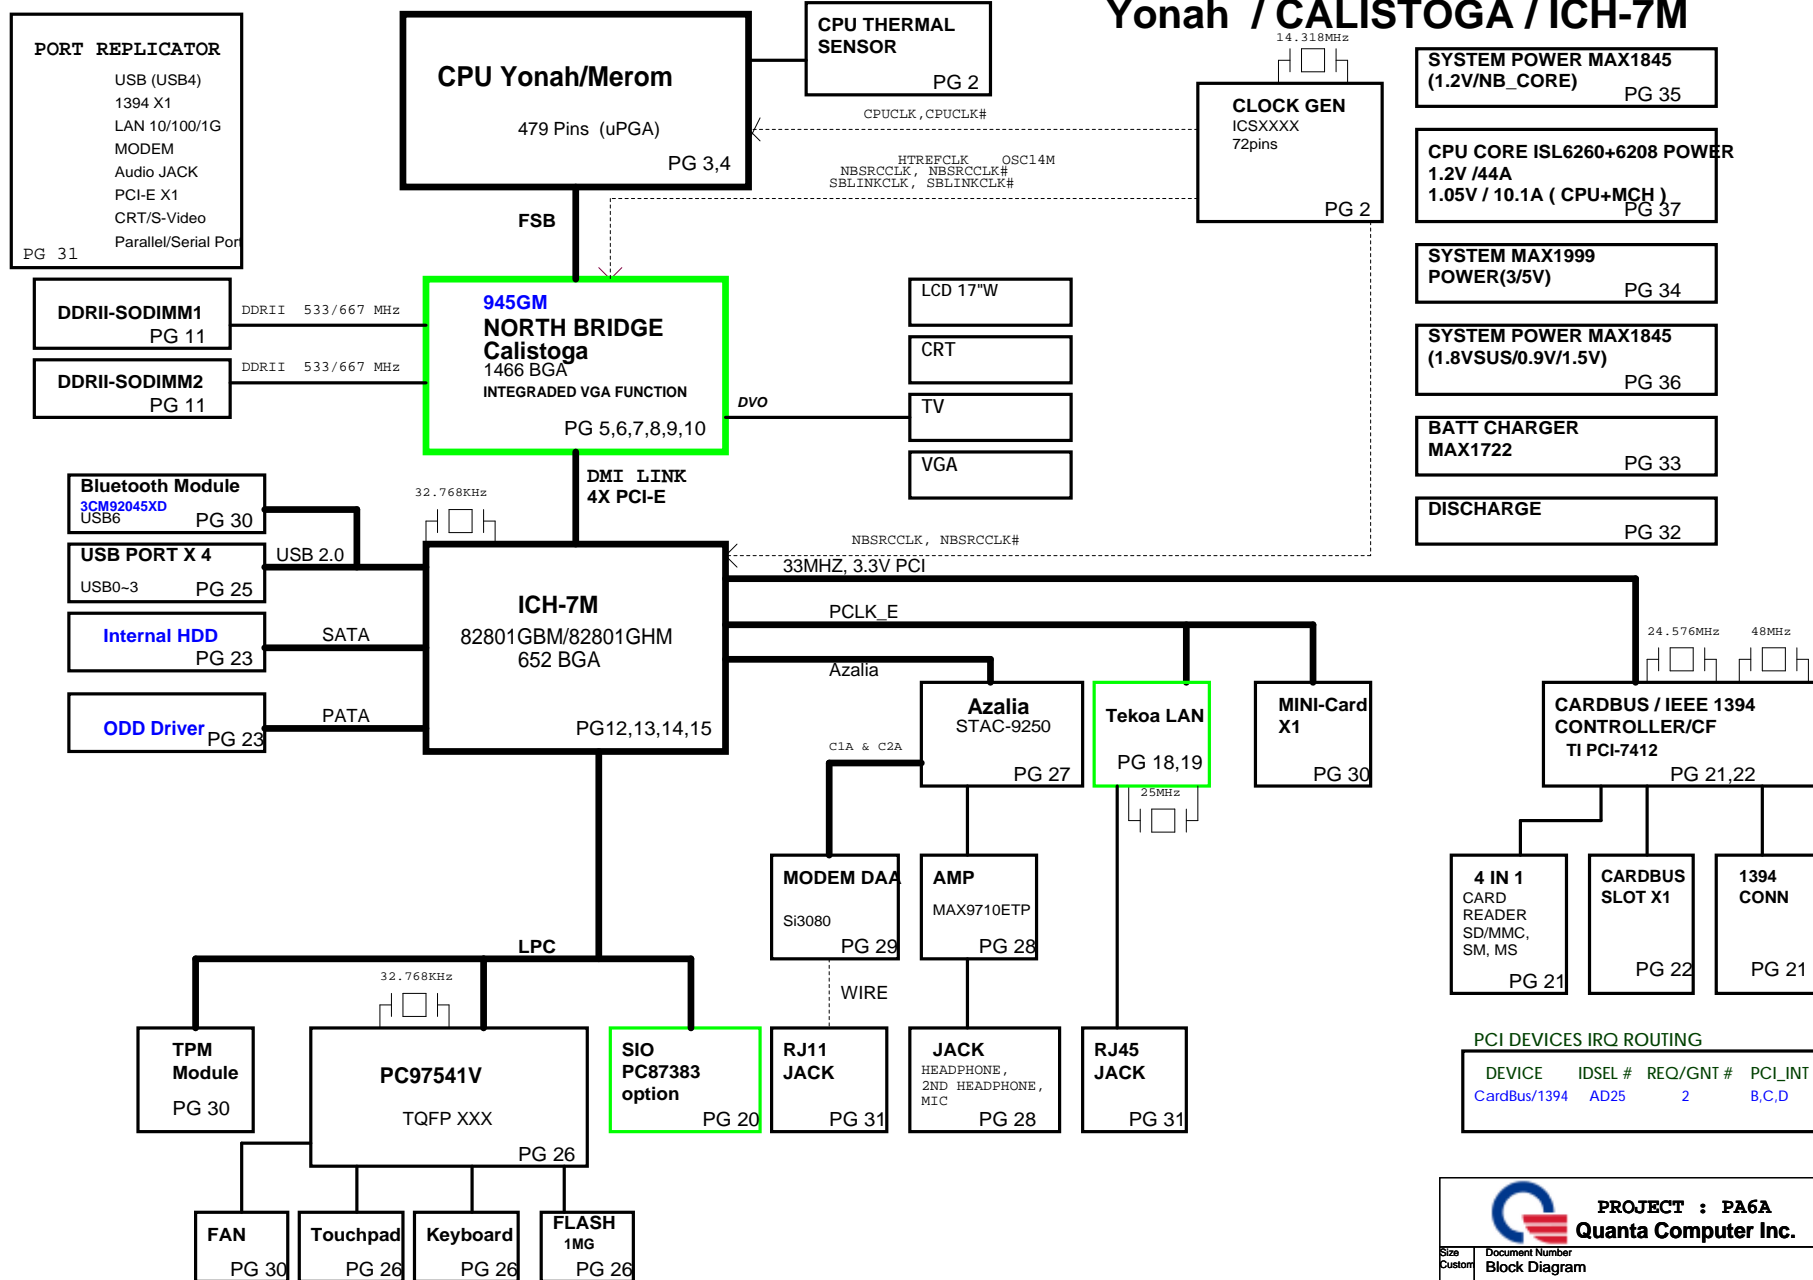 Yonah / CALISTOGA / ICH-7M
PORT REPLICATOR
USB (USB4)
1394 X1
LAN 10/100/1G
MODEM
Audio JACK
PCI-E X1
CRT/S-Video
Parallel/Serial Port
PG 31
CPU Yonah/Merom
479 Pins (uPGA)
PG 3,4
CPU THERMAL
SENSOR
PG 2
14.318MHz
CLOCK GEN
ICSXXXX
72pins
PG 2
CPUCLK,CPUCLK#
HTREFCLK OSC14M
NBSRCCLK, NBSRCCLK#
SBLINKCLK, SBLINKCLK#
SYSTEM POWER MAX1845
(1.2V/NB_CORE)
PG 35
CPU CORE ISL6260+6208 POWER
1.2V /44A
1.05V / 10.1A ( CPU+MCH )
PG 37
SYSTEM MAX1999
POWER(3/5V)
PG 34
SYSTEM POWER MAX1845
(1.8VSUS/0.9V/1.5V)
PG 36
BATT CHARGER
MAX1722
PG 33
DISCHARGE
PG 32
FSB
DDRII-SODIMM1
PG 11
DDRII 533/667 MHz
DDRII-SODIMM2
PG 11
DDRII 533/667 MHz
945GM
NORTH BRIDGE
Calistoga
1466 BGA
INTEGRADED VGA FUNCTION
PG 5,6,7,8,9,10
DVO
LCD 17"W
CRT
TV
VGA
DMI LINK
4X PCI-E
Bluetooth Module
3CM92045XD
USB6
PG 30
USB PORT X 4
USB0~3
PG 25
USB 2.0
32.768KHz
Internal HDD
PG 23
SATA
ODD Driver
PG 23
PATA
ICH-7M
82801GBM/82801GHM
652 BGA
PG12,13,14,15
NBSRCCLK, NBSRCCLK#
33MHZ, 3.3V PCI
PCLK_E
Azalia
Azalia
STAC-9250
PG 27
C1A & C2A
Tekoa LAN
PG 18,19
25MHz
MINI-Card
X1
PG 30
24.576MHz
48MHz
CARDBUS / IEEE 1394
CONTROLLER/CF
TI PCI-7412
PG 21,22
MODEM DAA
Si3080
PG 29
AMP
MAX9710ETP
PG 28
4 IN 1
CARD
READER
SD/MMC,
SM, MS
PG 21
CARDBUS
SLOT X1
PG 22
1394
CONN
PG 21
LPC
WIRE
32.768KHz
TPM
Module
PG 30
PC97541V
TQFP XXX
PG 26
SIO
PC87383
option
PG 20
RJ11
JACK
PG 31
JACK
HEADPHONE,
2ND HEADPHONE,
MIC
PG 28
RJ45
JACK
PG 31
FAN
PG 30
Touchpad
PG 26
Keyboard
PG 26
FLASH
1MG
PG 26
PCI DEVICES IRQ ROUTING
DEVICE IDSEL # REQ/GNT # PCI_INT
CardBus/1394 AD25 2 B,C,D
PROJECT : PA6A
Quanta Computer Inc.
Size
Custom
Document Number
Block Diagram